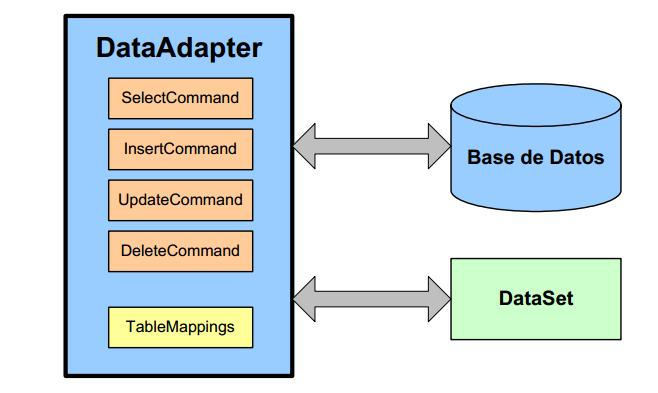 DataAdapter
SelectCommand
InsertCommand
UpdateCommand
DeleteCommand
TableMappings
Base de Datos
DataSet